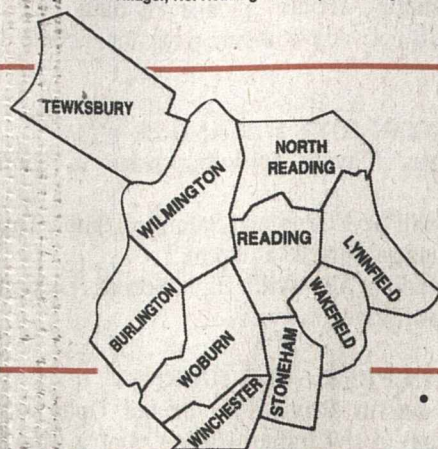 TEWKSBURY
NORTH
READING
WILMINGTON
READING
LYNNFIELD
BURLINGTON
WAKEFIELD
WOBURN
STONEHAM
WINCHESTER